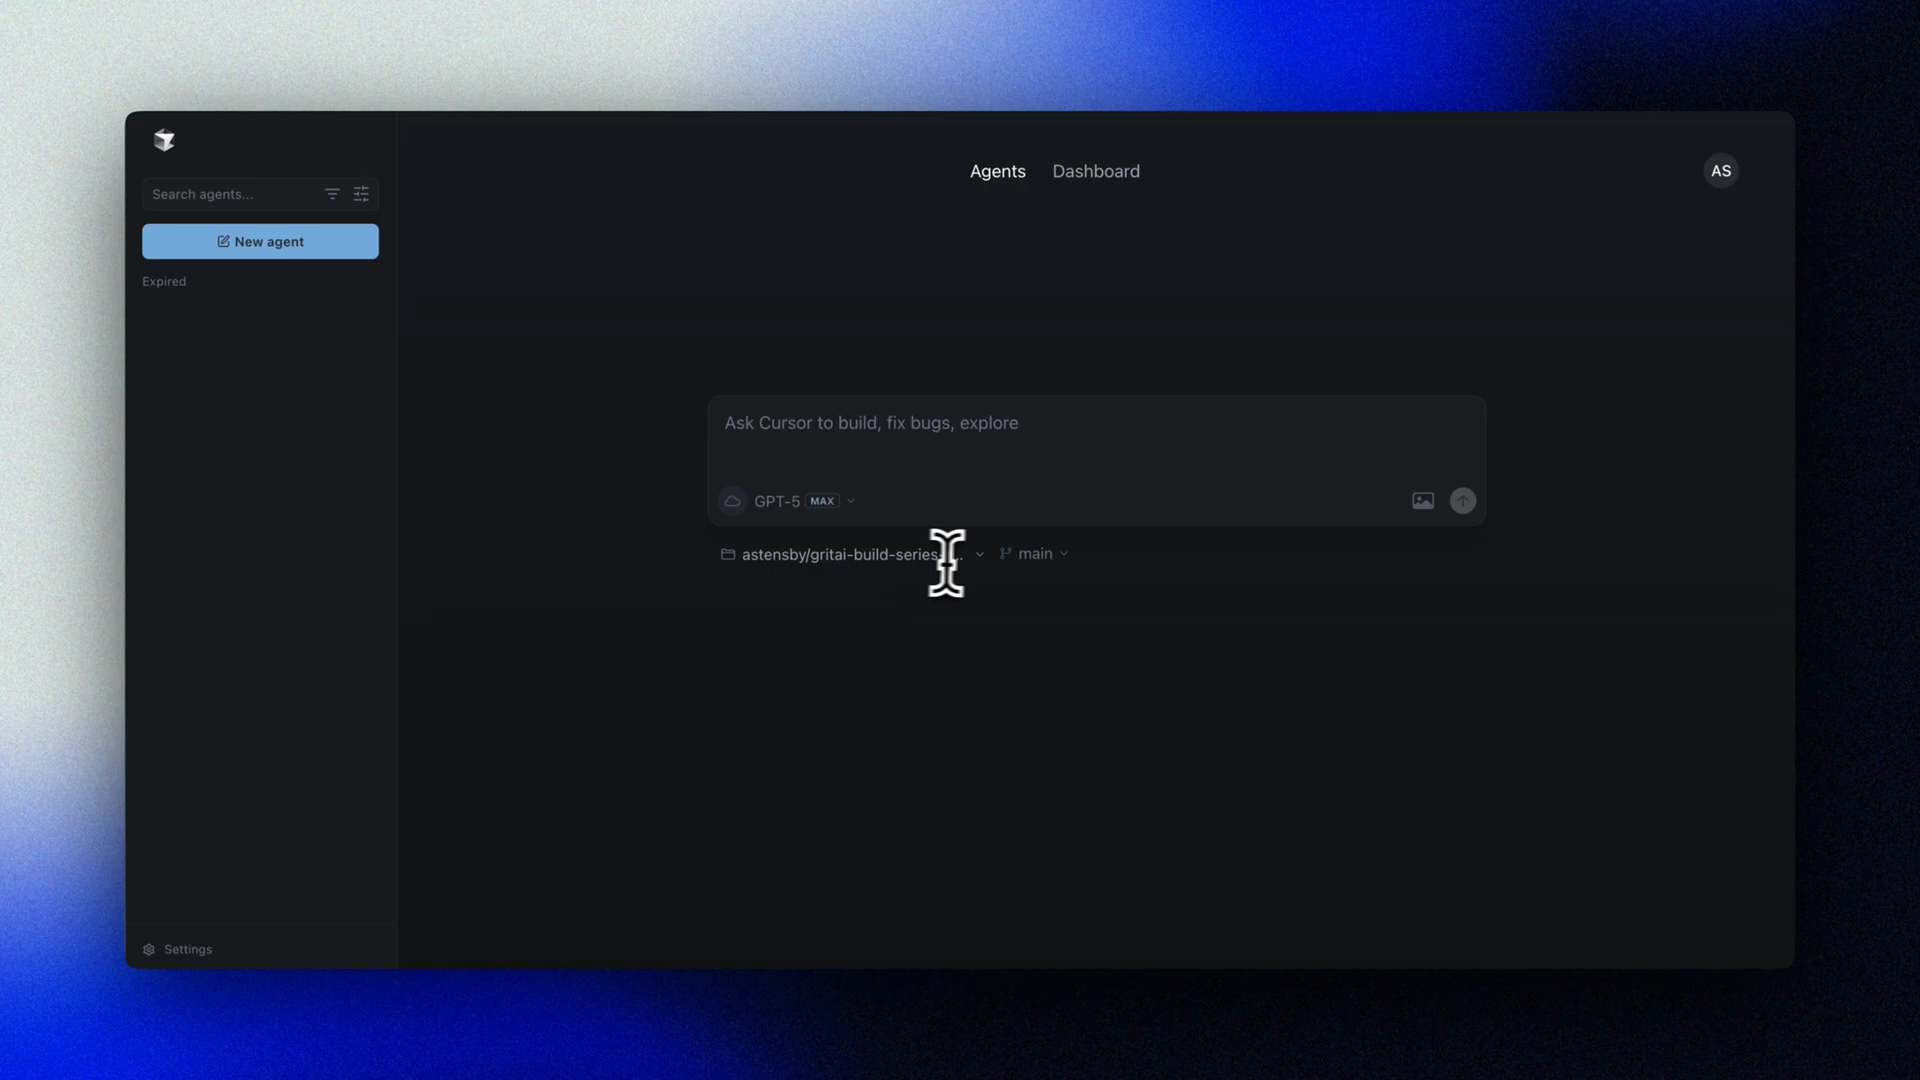 Search agents...
New agent
Expired
Settings
Agents Dashboard
AS
Ask Cursor to build, fix bugs, explore
GPT-5 MAX
astensby/gritai-build-series- main